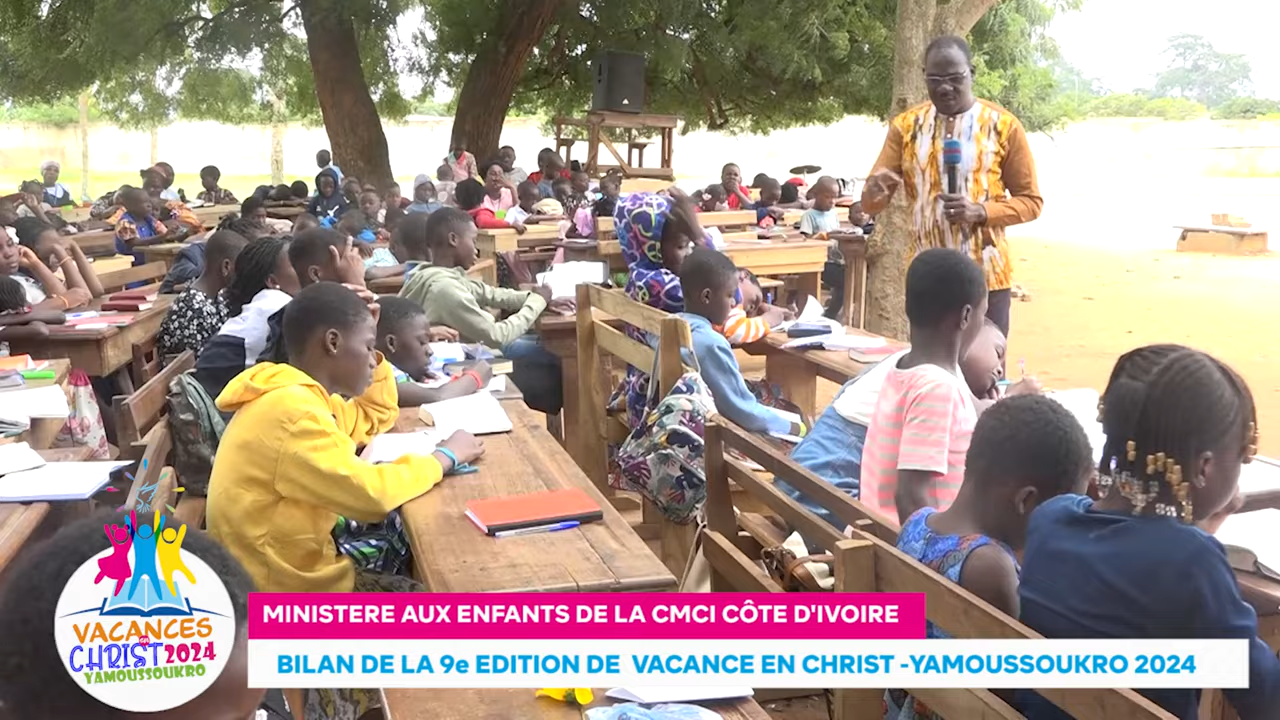 MINISTERE AUX ENFANTS DE LA CMCI CÔTE D'IVOIRE
BILAN DE LA 9e EDITION DE VACANCE EN CHRIST -YAMOUSSOUKRO 2024
VACANCES
en
CHRIST 2024
YAMOUSSOUKRO